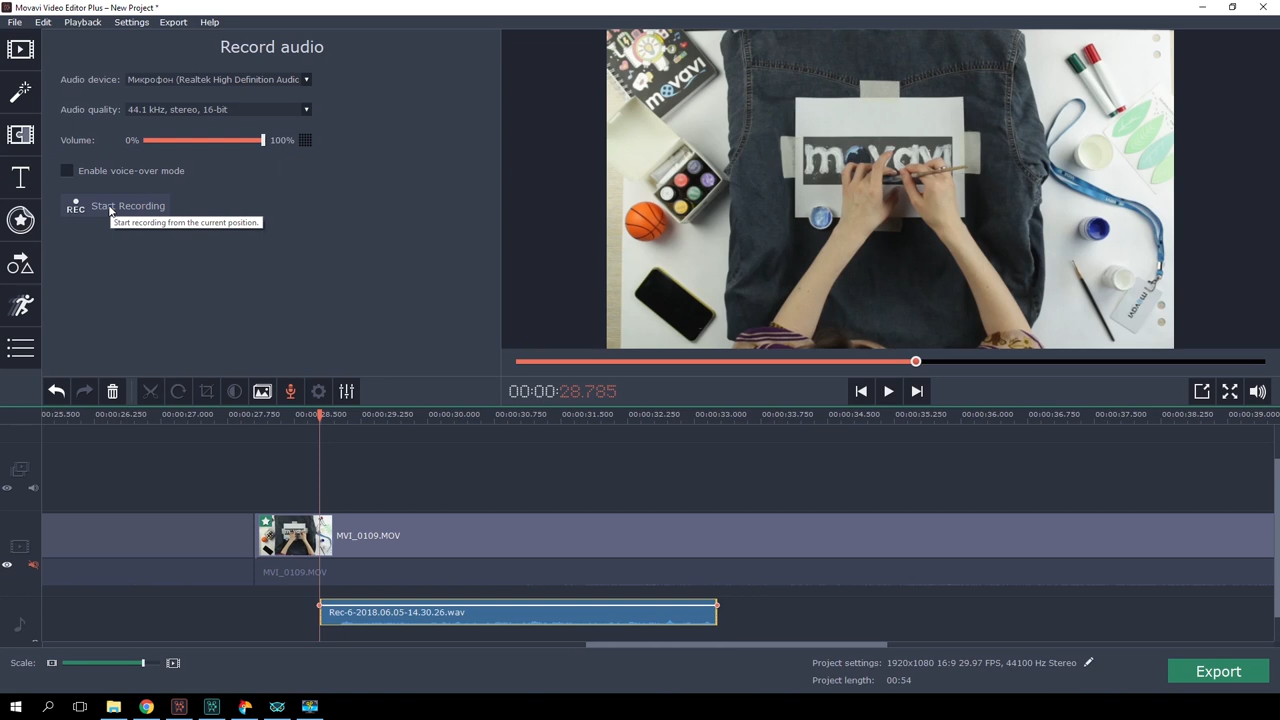 Movavi Video Editor Plus – New Project *
File Edit Playback Settings Export Help
Record audio
Audio device: Микрофон (Realtek High Definition Audic
Audio quality: 44.1 kHz, stereo, 16-bit
Volume: 0% 100%
Enable voice-over mode
REC Start Recording
Start recording from the current position.
movavi
movavi
movavi
00:00:28.785
00:00:26.250 00:00:27.000 00:00:27.750 00:00:28.500 00:00:29.250 00:00:30.000 00:00:30.750 00:00:31.500 00:00:32.250 00:00:33.000 00:00:33.750 00:00:34.500 00:00:35.250 00:00:36.000 00:00:36.750 00:00:37.500 00:00:38.250 00:00:39.000
MVI_0109.MOV
MVI_0109.MOV
Rec-6-2018.06.05-14.30.26.wav
Scale:
Project settings: 1920x1080 16:9 29.97 FPS, 44100 Hz Stereo
Project length: 00:54
Export